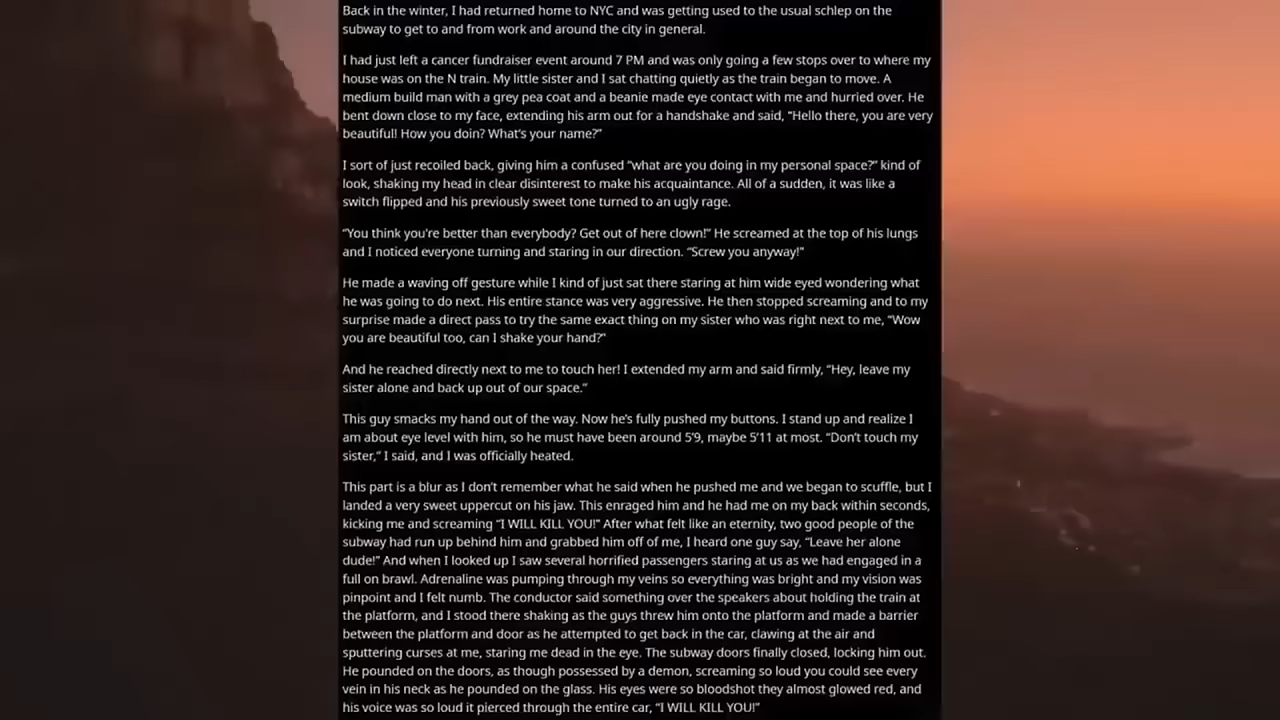 Back in the winter, I had returned home to NYC and was getting used to the usual schlep on the
subway to get to and from work and around the city in general.
I had just left a cancer fundraiser event around 7 PM and was only going a few stops over to where my
house was on the N train. My little sister and I sat chatting quietly as the train began to move. A
medium build man with a grey pea coat and a beanie made eye contact with me and hurried over. He
bent down close to my face, extending his arm out for a handshake and said, “Hello there, you are very
beautiful! How you doin? What's your name?”
I sort of just recoiled back, giving him a confused “what are you doing in my personal space?” kind of
look, shaking my head in clear disinterest to make his acquaintance. All of a sudden, it was like a
switch flipped and his previously sweet tone turned to an ugly rage.
“You think you're better than everybody? Get out of here clown!” He screamed at the top of his lungs
and I noticed everyone turning and staring in our direction. “Screw you anyway!”
He made a waving off gesture while I kind of just sat there staring at him wide eyed wondering what
he was going to do next. His entire stance was very aggressive. He then stopped screaming and to my
surprise made a direct pass to try the same exact thing on my sister who was right next to me, “Wow
you are beautiful too, can I shake your hand?”
And he reached directly next to me to touch her! I extended my arm and said firmly, “Hey, leave my
sister alone and back up out of our space.”
This guy smacks my hand out of the way. Now he's fully pushed my buttons. I stand up and realize I
am about eye level with him, so he must have been around 5'9, maybe 5'11 at most. “Don't touch my
sister,” I said, and I was officially heated.
This part is a blur as I don't remember what he said when he pushed me and we began to scuffle, but I
landed a very sweet uppercut on his jaw. This enraged him and he had me on my back within seconds,
kicking me and screaming “I WILL KILL YOU!” After what felt like an eternity, two good people of the
subway had run up behind him and grabbed him off of me, I heard one guy say, “Leave her alone
dude!” And when I looked up I saw several horrified passengers staring at us as we had engaged in a
full on brawl. Adrenaline was pumping through my veins so everything was bright and my vision was
pinpoint and I felt numb. The conductor said something over the speakers about holding the train at
the platform, and I stood there shaking as the guys threw him onto the platform and made a barrier
between the platform and door as he attempted to get back in the car, clawing at the air and
sputtering curses at me, staring me dead in the eye. The subway doors finally closed, locking him out.
He pounded on the doors, as though possessed by a demon, screaming so loud you could see every
vein in his neck as he pounded on the glass. His eyes were so bloodshot they almost glowed red, and
his voice was so loud it pierced through the entire car, “I WILL KILL YOU!”